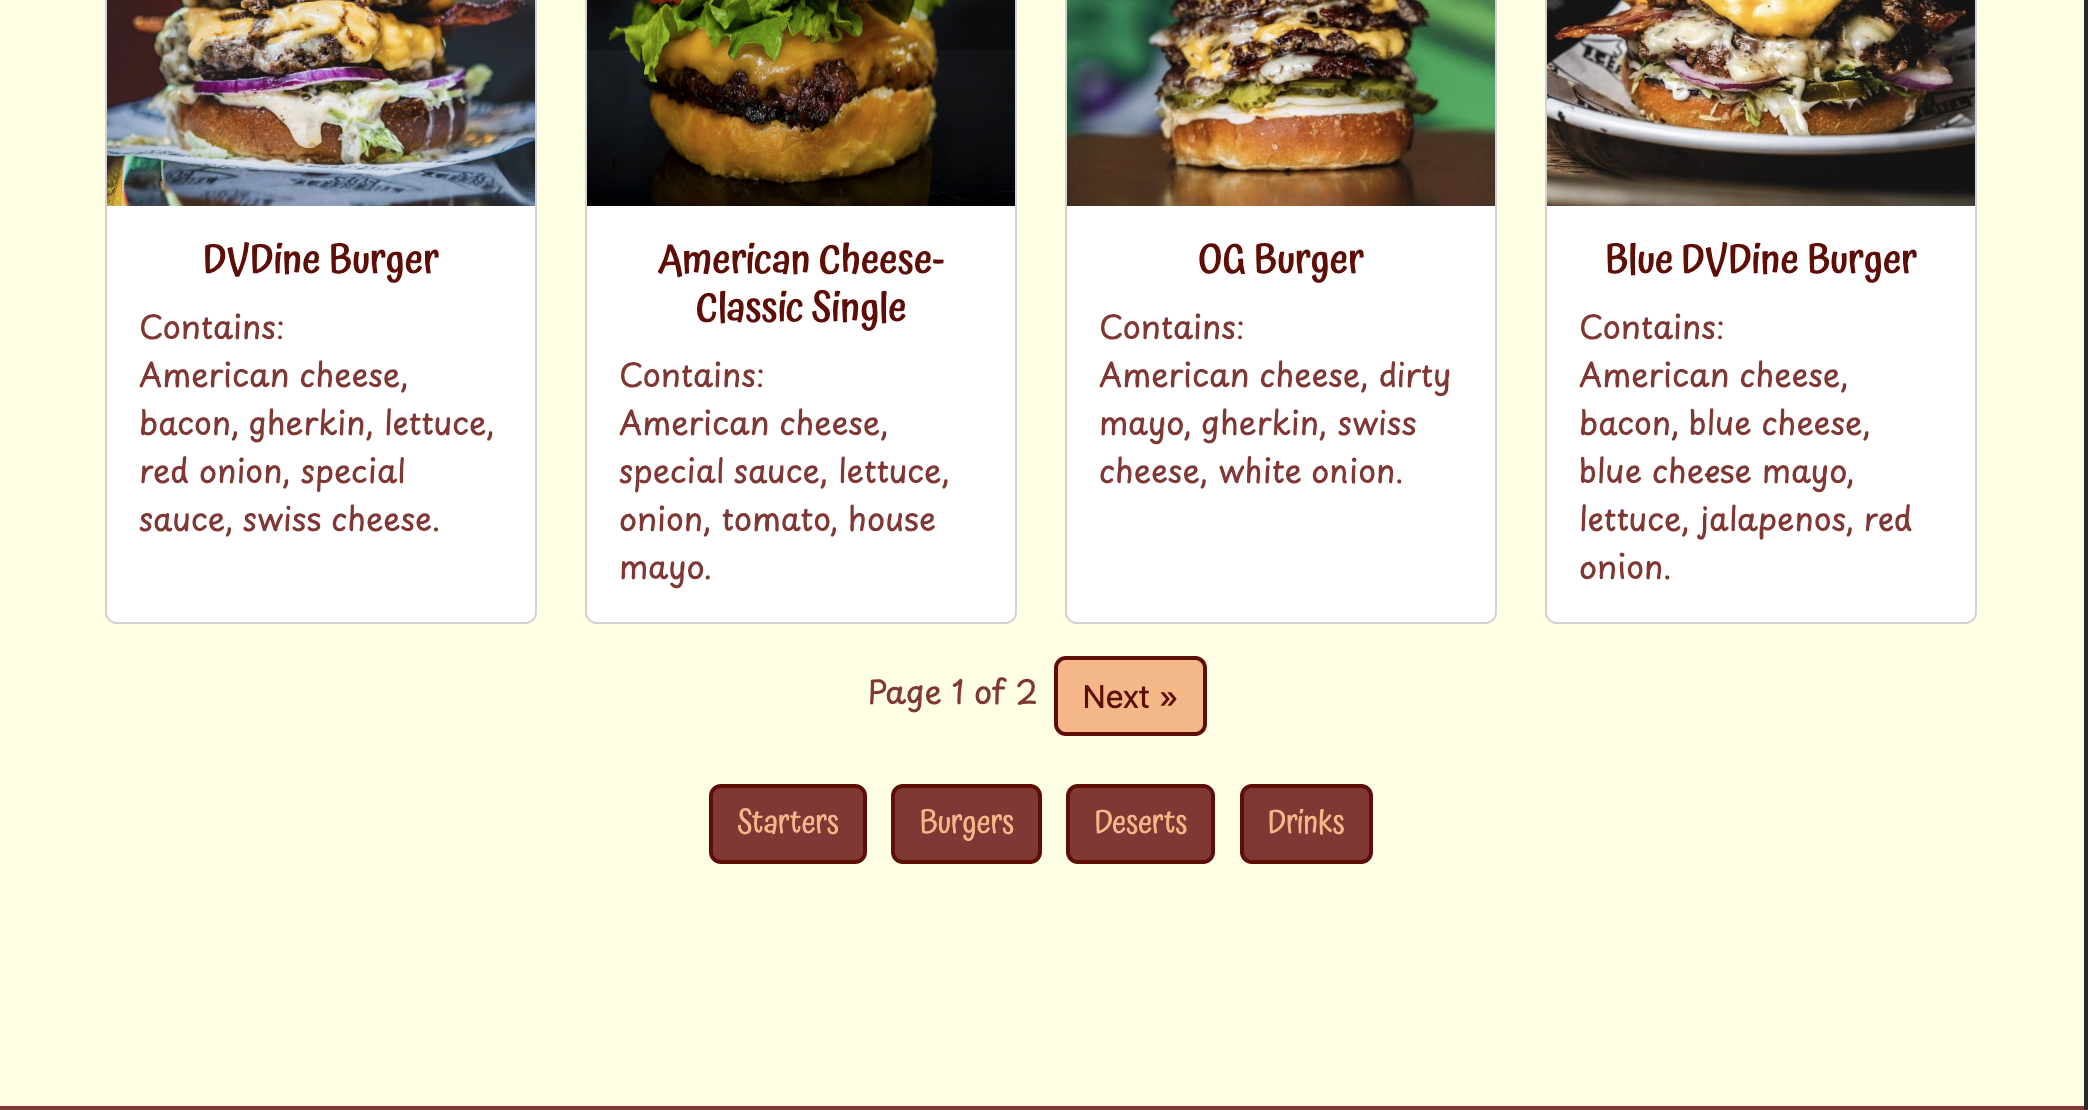 DVDine Burger
Contains:
American cheese,
bacon, gherkin, lettuce,
red onion, special
sauce, swiss cheese.
American Cheese-
Classic Single
Contains:
American cheese,
special sauce, lettuce,
onion, tomato, house
mayo.
OG Burger
Contains:
American cheese, dirty
mayo, gherkin, swiss
cheese, white onion.
Blue DVDine Burger
Contains:
American cheese,
bacon, blue cheese,
blue cheese mayo,
lettuce, jalapenos, red
onion.
Page 1 of 2
Next »
Starters
Burgers
Deserts
Drinks